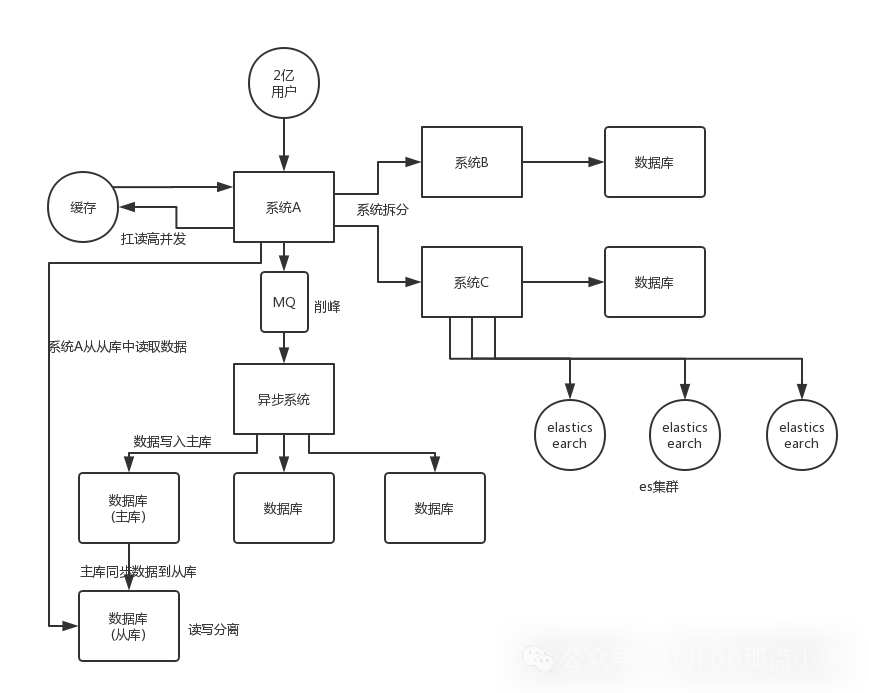 2亿
用户
系统B
数据库
缓存
系统A
系统拆分
扛读高并发
MQ
削峰
系统C
数据库
系统A从从库中读取数据
异步系统
elastics
earch
elastics
earch
elastics
earch
数据写入主库
es集群
数据库
(主库)
数据库
数据库
主库同步数据到从库
数据库
(从库)
读写分离
公众号
那点小事